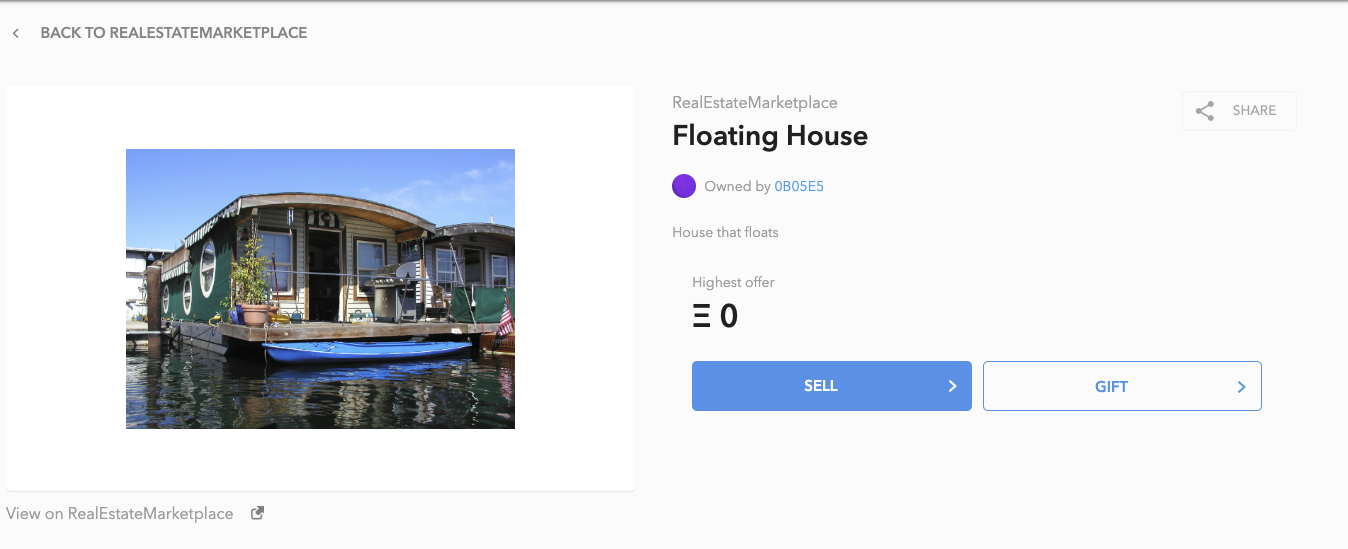 BACK TO REALESTATEMARKETPLACE
RealEstateMarketplace
SHARE
Floating House
Owned by 0B05E5
House that floats
Highest offer
Ξ 0
SELL
GIFT
View on RealEstateMarketplace